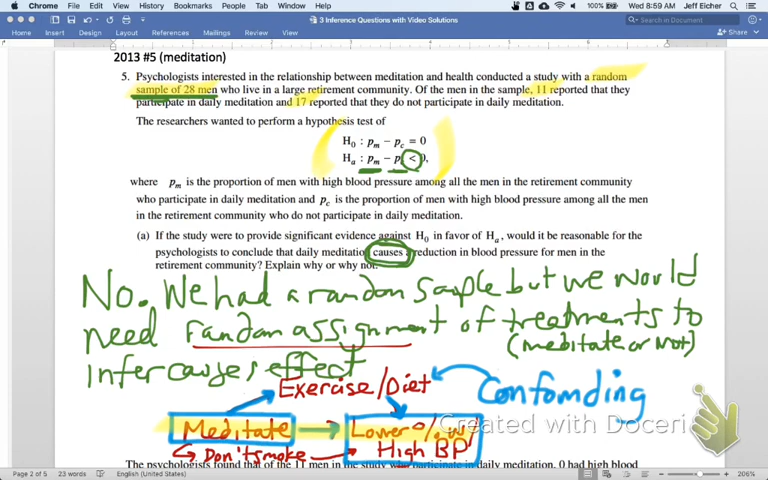 Chrome File Edit View History Bookmarks People Tab Window Help 100% Wed 8:59 AM Jeff Eicher
3 Inference Questions with Video Solutions
Search in Document
Home Insert Draw Design Layout References Mailings Review View
Share
2013 #5 (meditation)
5. Psychologists interested in the relationship between meditation and health conducted a study with a random
sample of 28 men who live in a large retirement community. Of the men in the sample, 11 reported that they
participate in daily meditation and 17 reported that they do not participate in daily meditation.
The researchers wanted to perform a hypothesis test of
H₀ : pₘ − p꜀ = 0
Hₐ : pₘ − p < 0,
where pₘ is the proportion of men with high blood pressure among all the men in the retirement community
who participate in daily meditation and p꜀ is the proportion of men with high blood pressure among all the men
in the retirement community who do not participate in daily meditation.
(a) If the study were to provide significant evidence against H₀ in favor of Hₐ, would it be reasonable for the
psychologists to conclude that daily meditation causes a reduction in blood pressure for men in the
retirement community? Explain why or why not.
No. We had a random sample but we would
need random assignment of treatments to
(meditate or not)
infer cause, effect
Exercise/Diet Confounding
Meditate Lower % w/
High BP
Don't smoke
Created with Doceri
The psychologists found that of the 11 men in the study who participate in daily meditation, 0 had high blood
Page 2 of 5 23 words English (United States) 206%